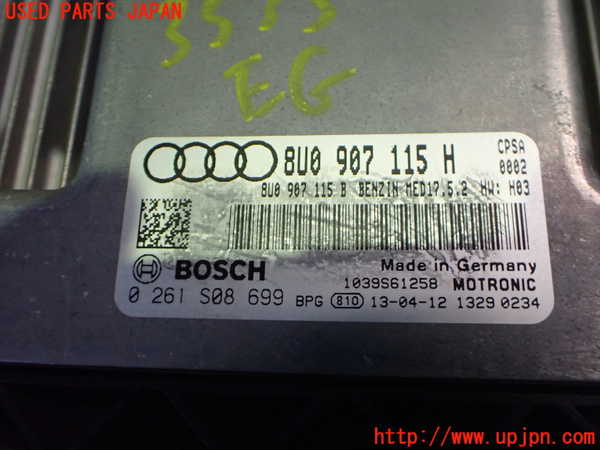 USED PARTS JAPAN
5533
EG
8U0 907 115 H
CPSA
0002
8U0 907 115 B BENZIN MED17.5.2 HW: H03
BOSCH
Made in Germany
1039S61258 MOTRONIC
0 261 S08 699 BPG 810 13-04-12 1329 0234
http://www.upjpn.com/